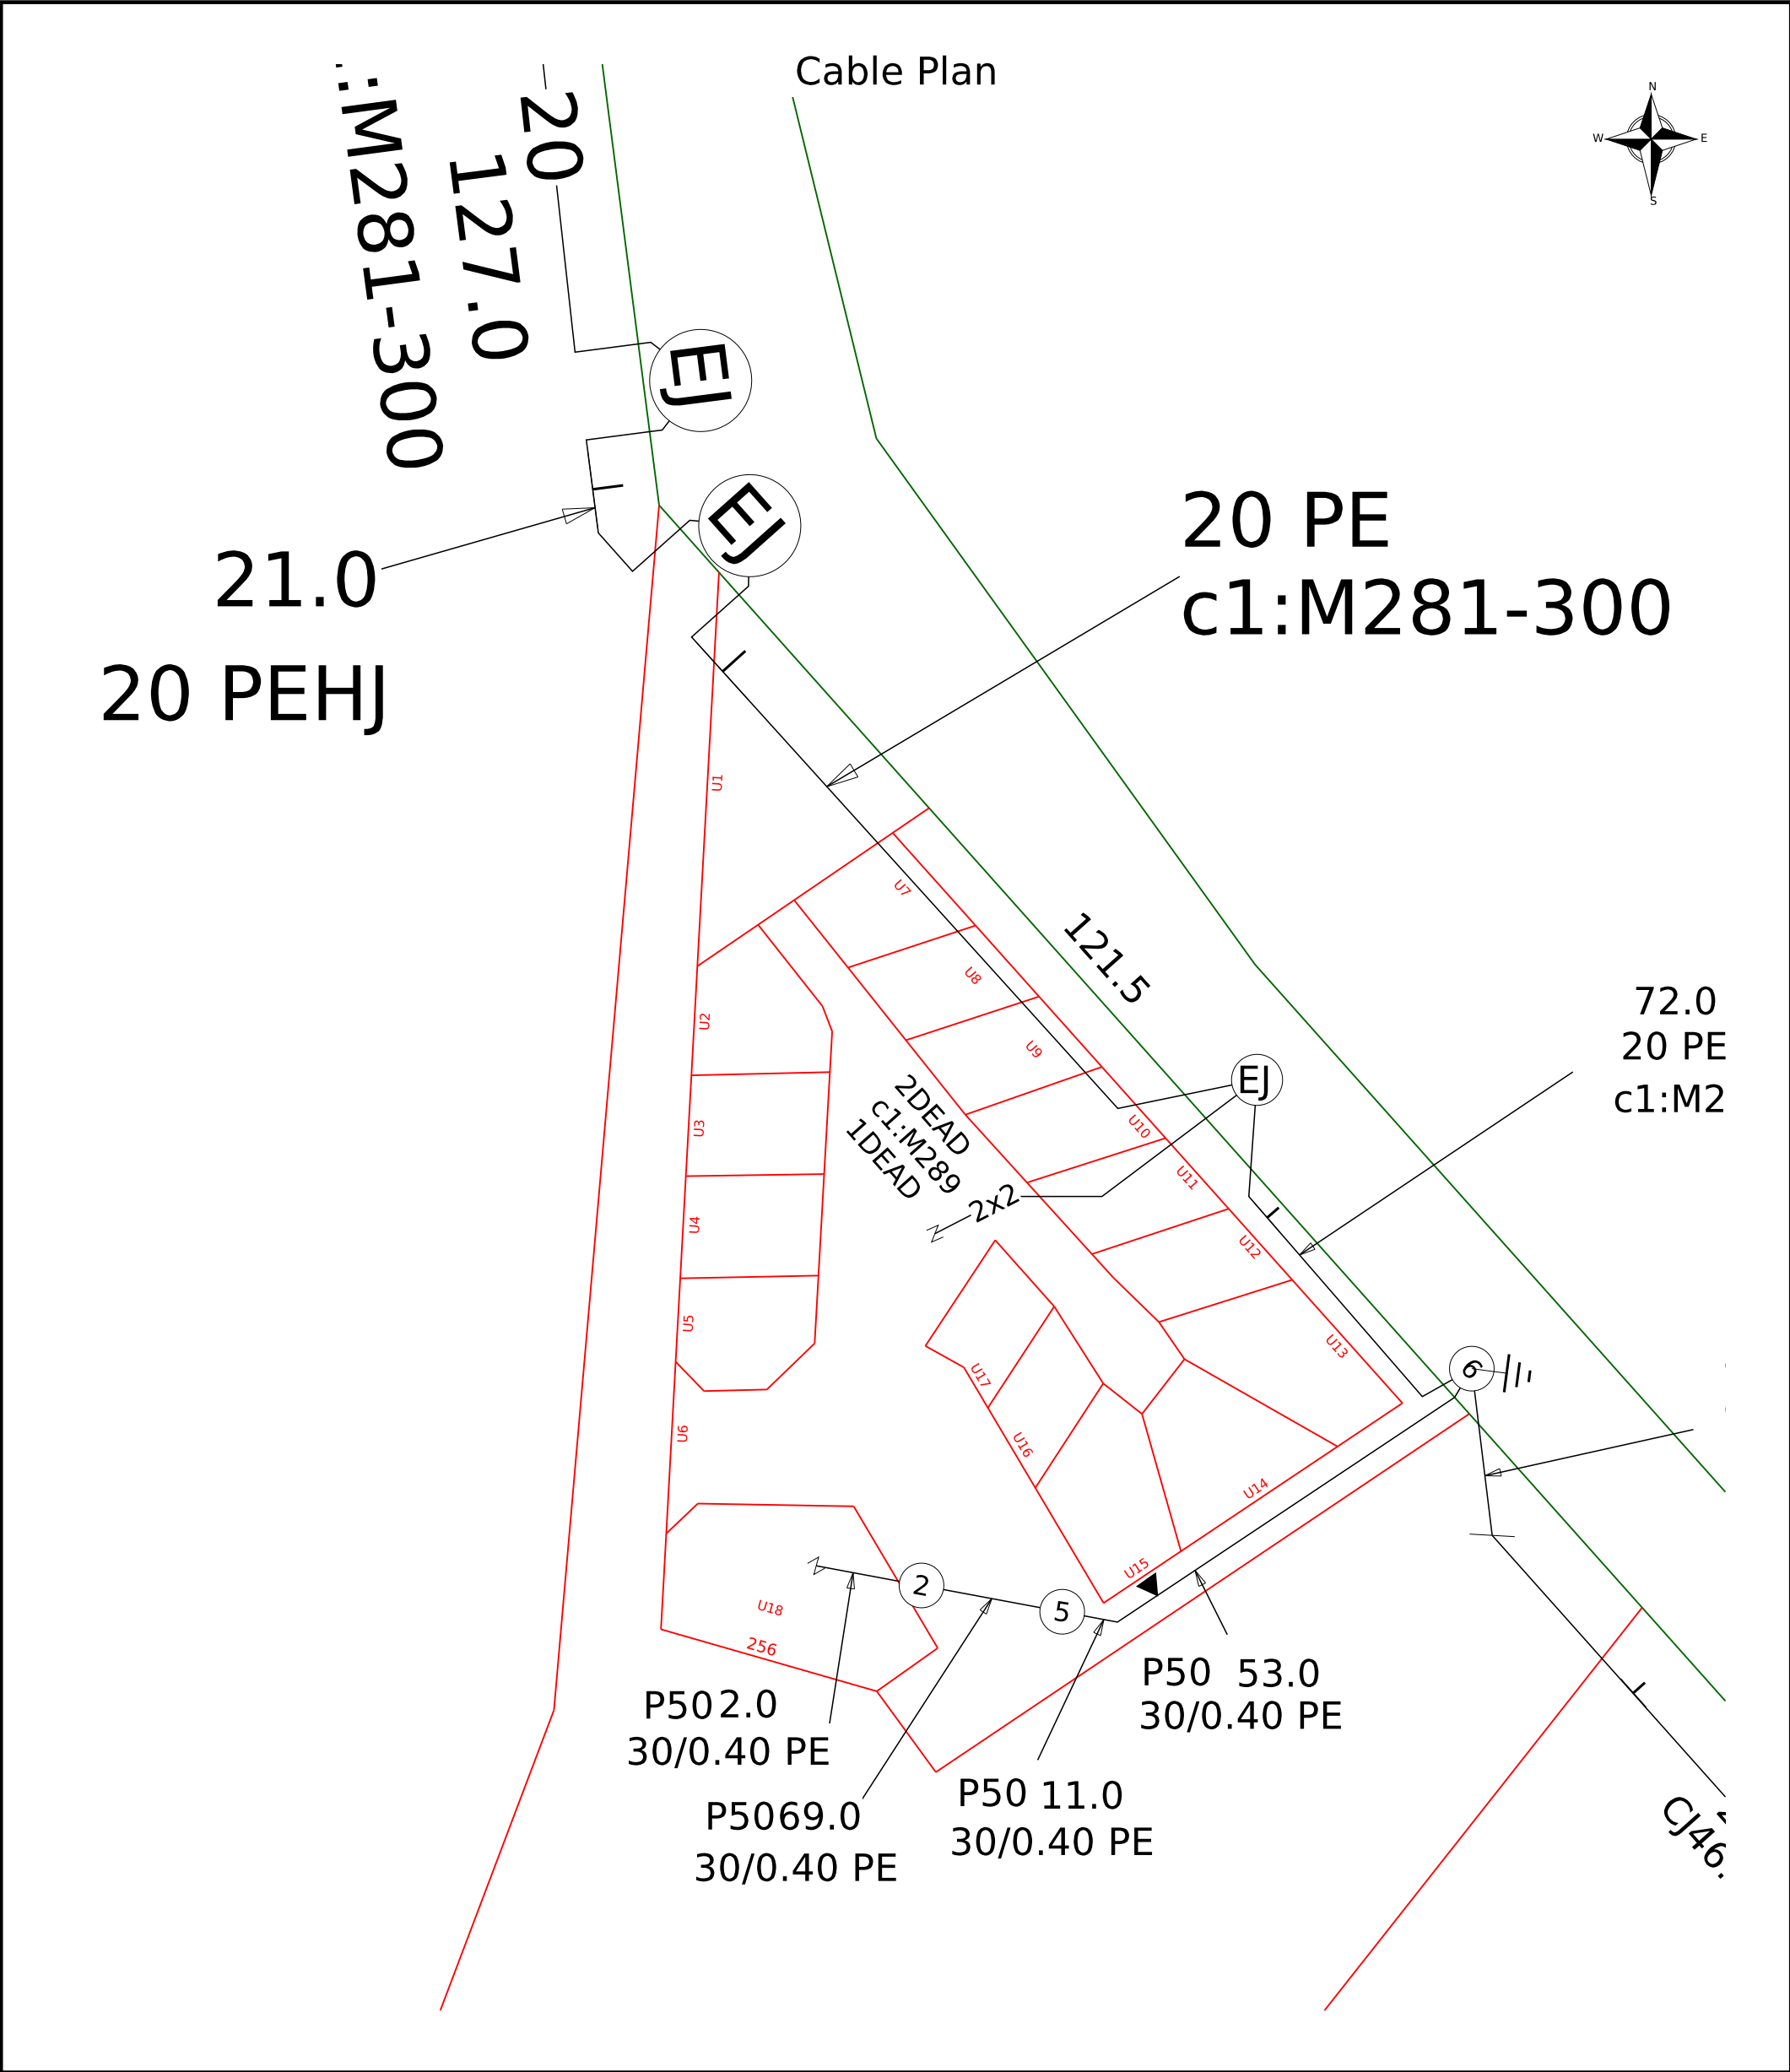 Cable Plan
N
W
E
S
20
127.0
:M281-300
EJ
EJ
21.0
20 PEHJ
20 PE
c1:M281-300
U1
U7
U8
U9
U10
U11
U12
U13
121.5
72.0
20 PE
c1:M2
EJ
U2
U3
U4
U5
U6
2DEAD
c1:M289
1DEAD
2x2
6
U17
U16
U14
U15
U18
256
2
5
P50 53.0
30/0.40 PE
P502.0
30/0.40 PE
P50 11.0
30/0.40 PE
P5069.0
30/0.40 PE
CJ46.